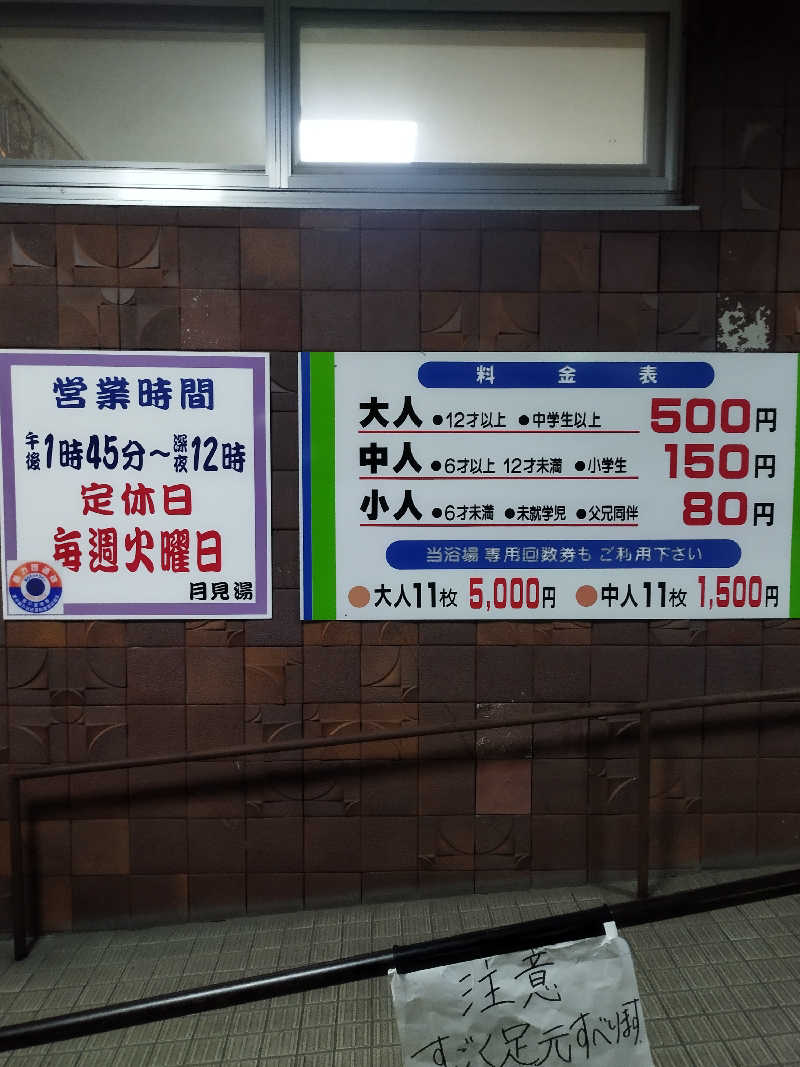 営業時間
午後1時45分～深夜12時
定休日
毎週火曜日
月見湯
料金表
大人 ●12才以上 ●中学生以上 500円
中人 ●6才以上 12才未満 ●小学生 150円
小人 ●6才未満 ●未就学児 ●父兄同伴 80円
当浴場 専用回数券も ご利用下さい
●大人11枚 5,000円 ●中人11枚 1,500円
注意
すごく足元すべります